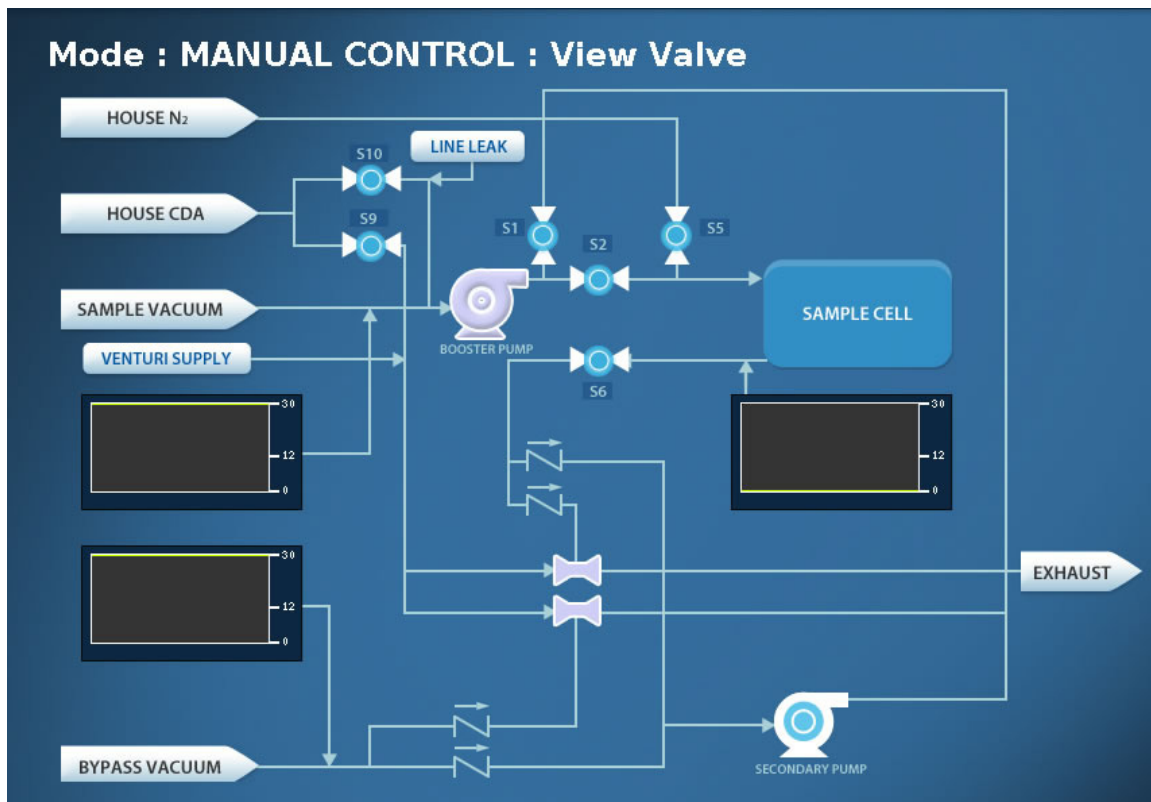 Mode : MANUAL CONTROL : View Valve
HOUSE N₂
LINE LEAK
S10
HOUSE CDA
S9
S1
S2
S5
SAMPLE VACUUM
SAMPLE CELL
BOOSTER PUMP
VENTURI SUPPLY
S6
30
12
0
30
12
0
30
12
0
EXHAUST
BYPASS VACUUM
SECONDARY PUMP